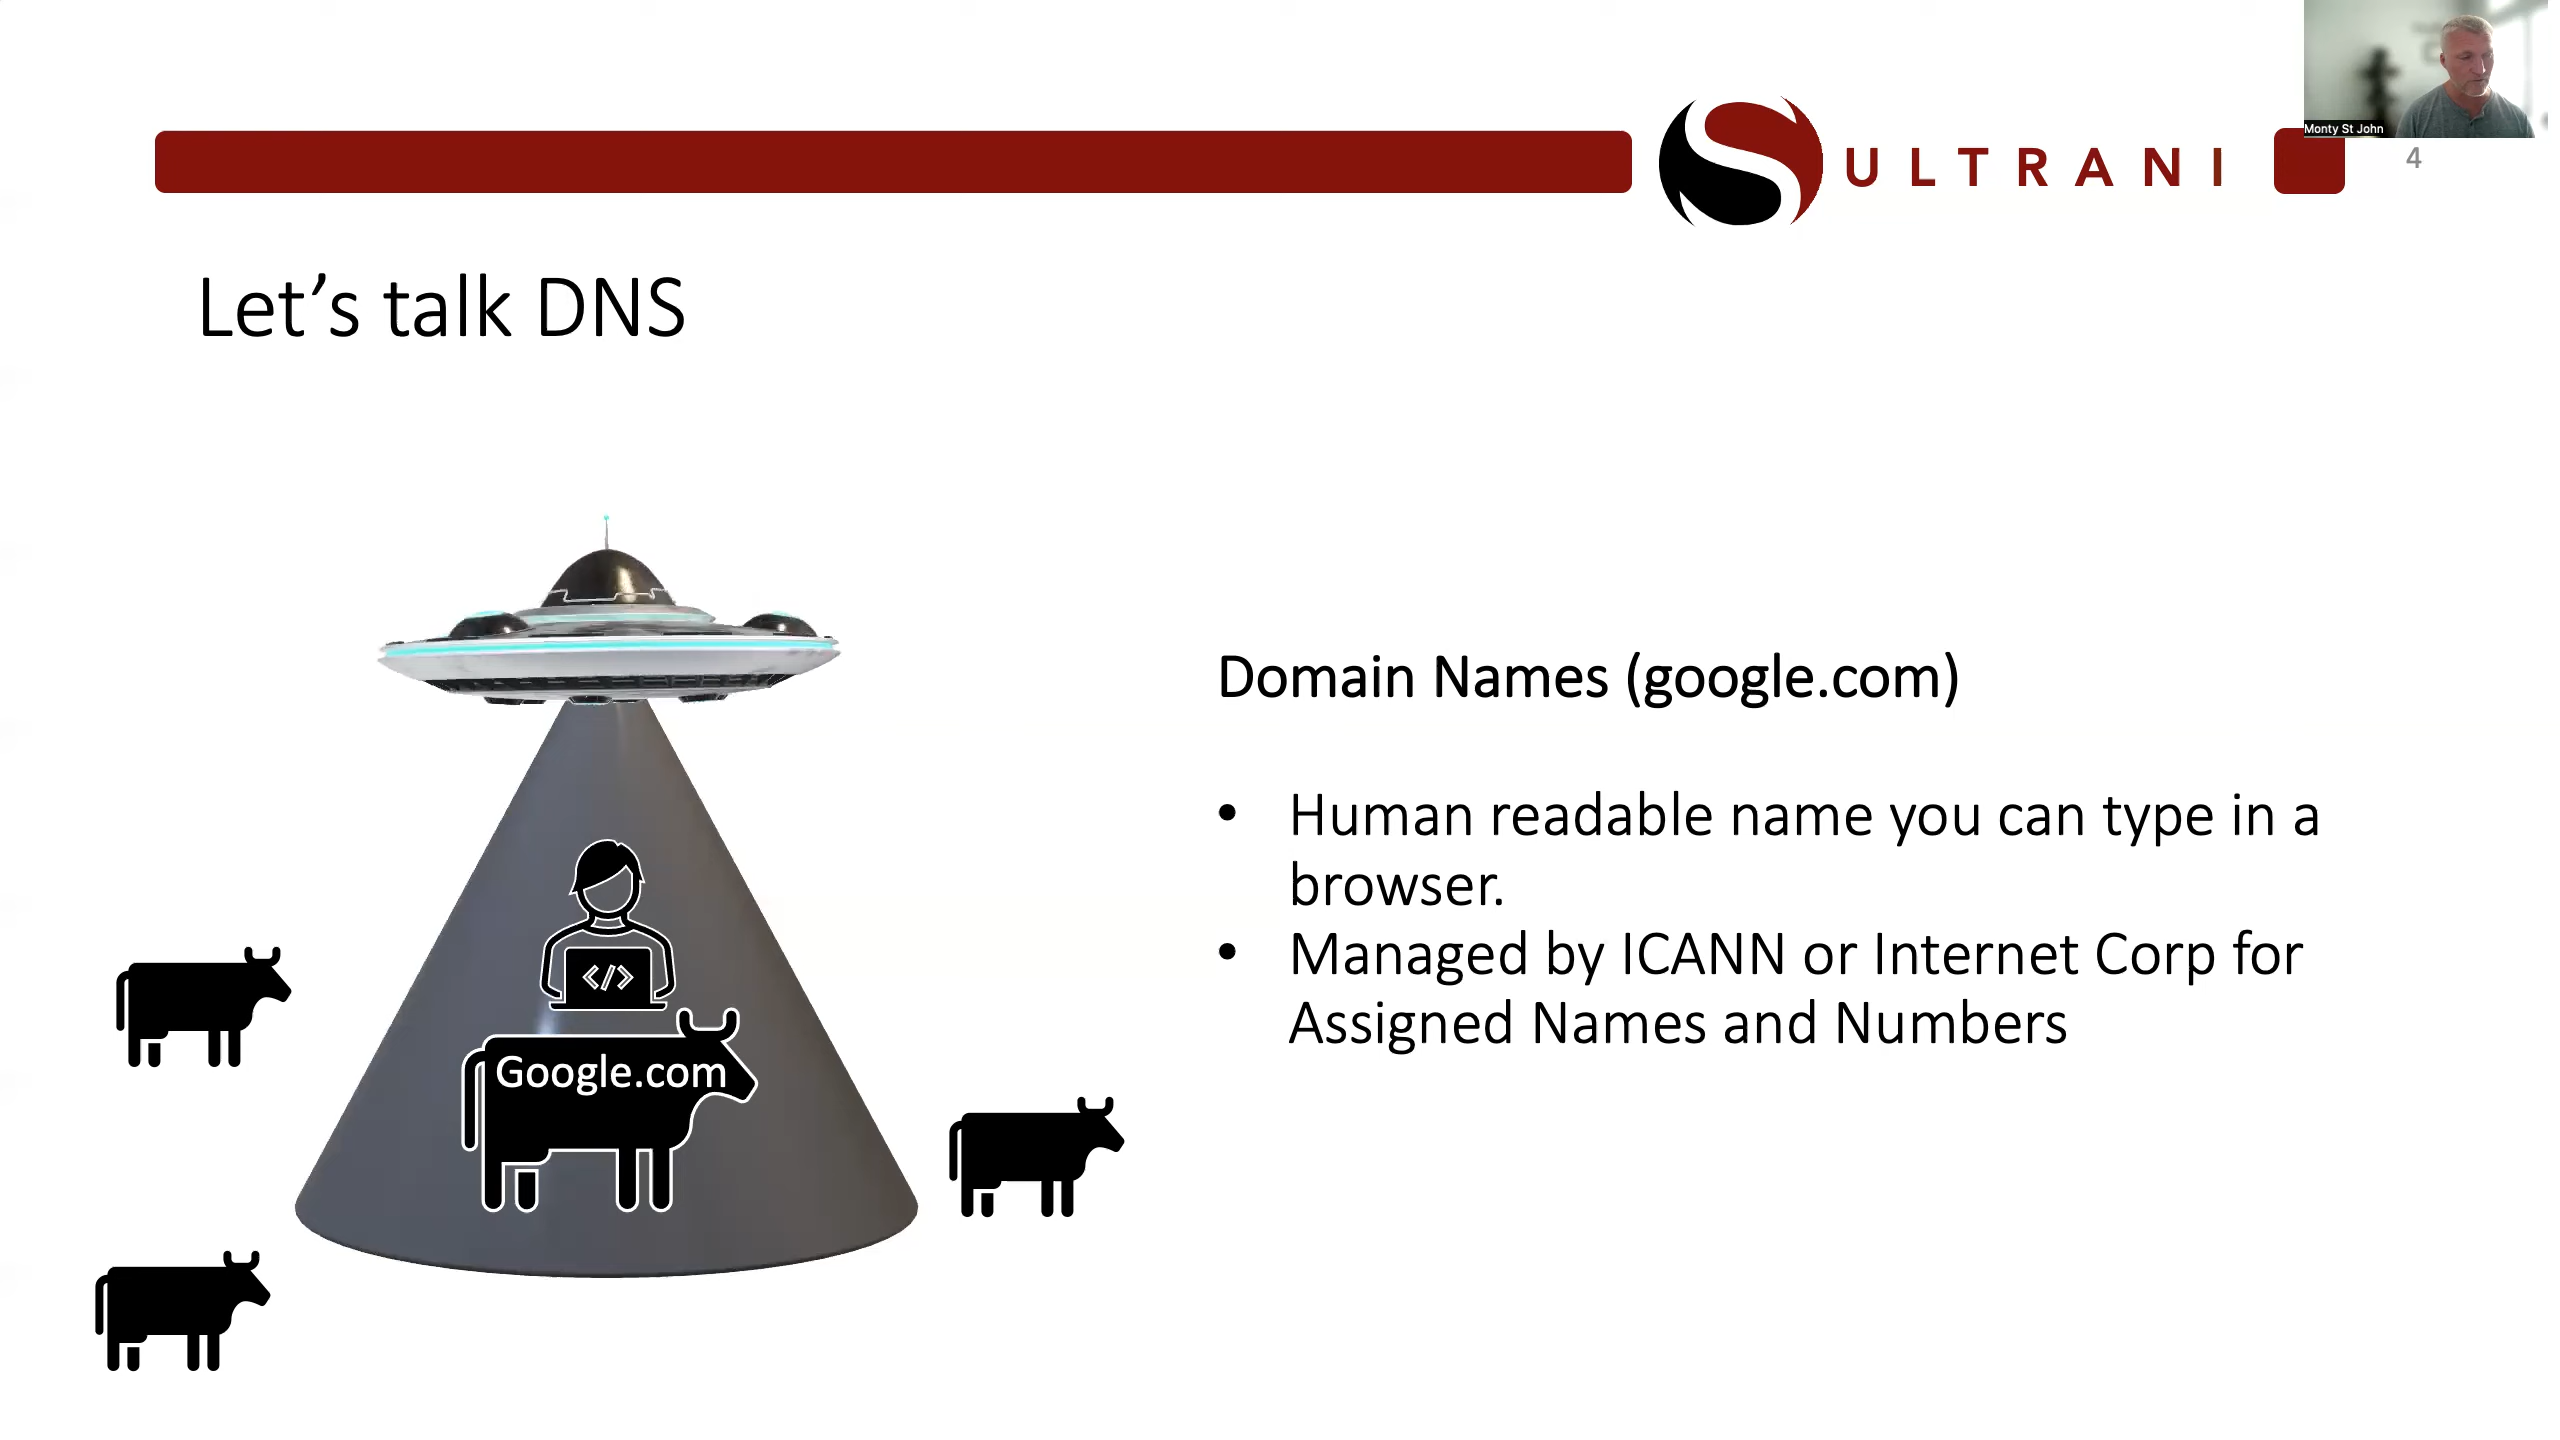 Monty St John
ULTRANI
4
Let’s talk DNS
Domain Names (google.com)
• Human readable name you can type in a
browser.
• Managed by ICANN or Internet Corp for
Assigned Names and Numbers
</>
Google.com